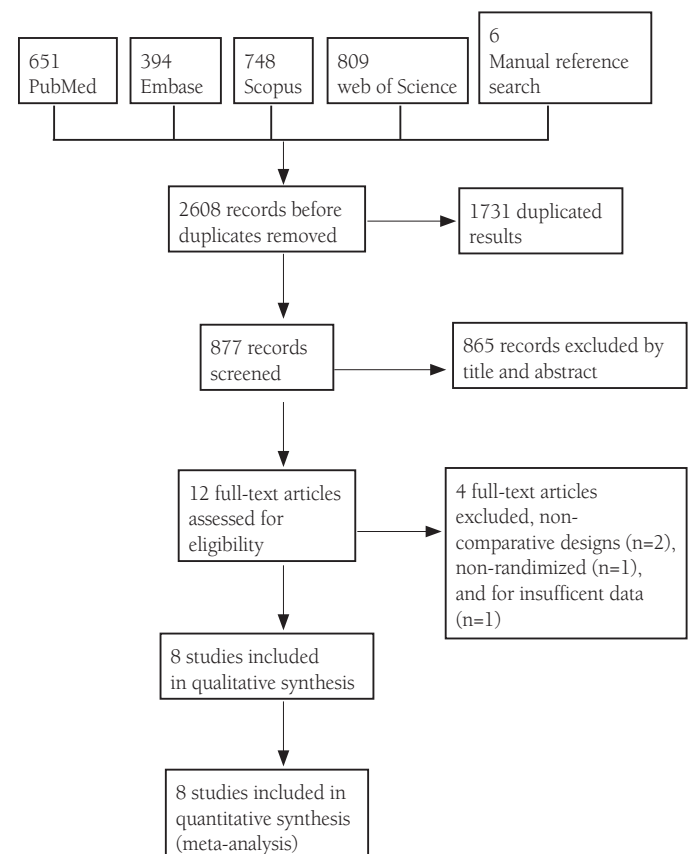 651
PubMed
394
Embase
748
Scopus
809
web of Science
6
Manual reference
search
2608 records before
duplicates removed
1731 duplicated
results
877 records
screened
865 records excluded by
title and abstract
12 full-text articles
assessed for
eligibility
4 full-text articles
excluded, non-
comparative designs (n=2),
non-randimized (n=1),
and for insufficent data
(n=1)
8 studies included
in qualitative synthesis
8 studies included in
quantitative synthesis
(meta-analysis)